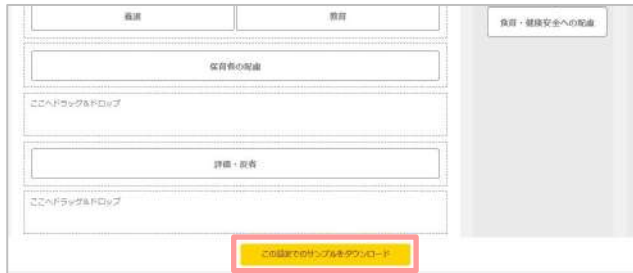 養護
教育
食育・健康安全への配慮
保育者の配慮
ここへドラッグ&ドロップ
評価・反省
ここへドラッグ&ドロップ
この設定でのサンプルをダウンロード